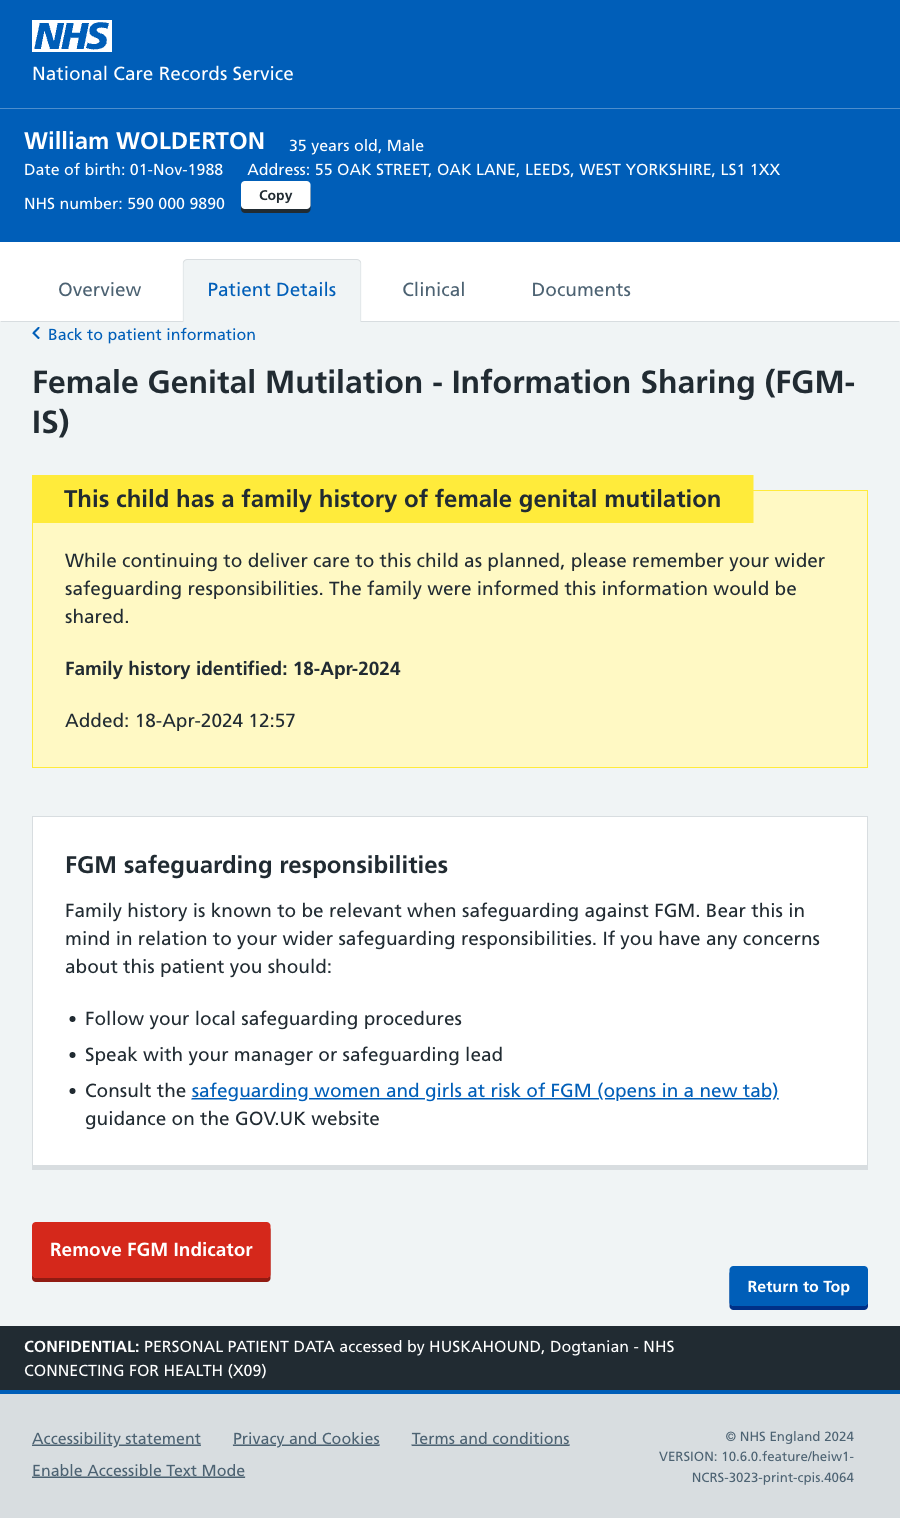 NHS
National Care Records Service
William WOLDERTON 35 years old, Male
Date of birth: 01-Nov-1988 Address: 55 OAK STREET, OAK LANE, LEEDS, WEST YORKSHIRE, LS1 1XX
NHS number: 590 000 9890 Copy
Overview Patient Details Clinical Documents
Back to patient information
Female Genital Mutilation - Information Sharing (FGM-
IS)
This child has a family history of female genital mutilation
While continuing to deliver care to this child as planned, please remember your wider
safeguarding responsibilities. The family were informed this information would be
shared.
Family history identified: 18-Apr-2024
Added: 18-Apr-2024 12:57
FGM safeguarding responsibilities
Family history is known to be relevant when safeguarding against FGM. Bear this in
mind in relation to your wider safeguarding responsibilities. If you have any concerns
about this patient you should:
• Follow your local safeguarding procedures
• Speak with your manager or safeguarding lead
• Consult the safeguarding women and girls at risk of FGM (opens in a new tab)
guidance on the GOV.UK website
Remove FGM Indicator
Return to Top
CONFIDENTIAL: PERSONAL PATIENT DATA accessed by HUSKAHOUND, Dogtanian - NHS
CONNECTING FOR HEALTH (X09)
Accessibility statement Privacy and Cookies Terms and conditions
Enable Accessible Text Mode
© NHS England 2024
VERSION: 10.6.0.feature/heiw1-
NCRS-3023-print-cpis.4064